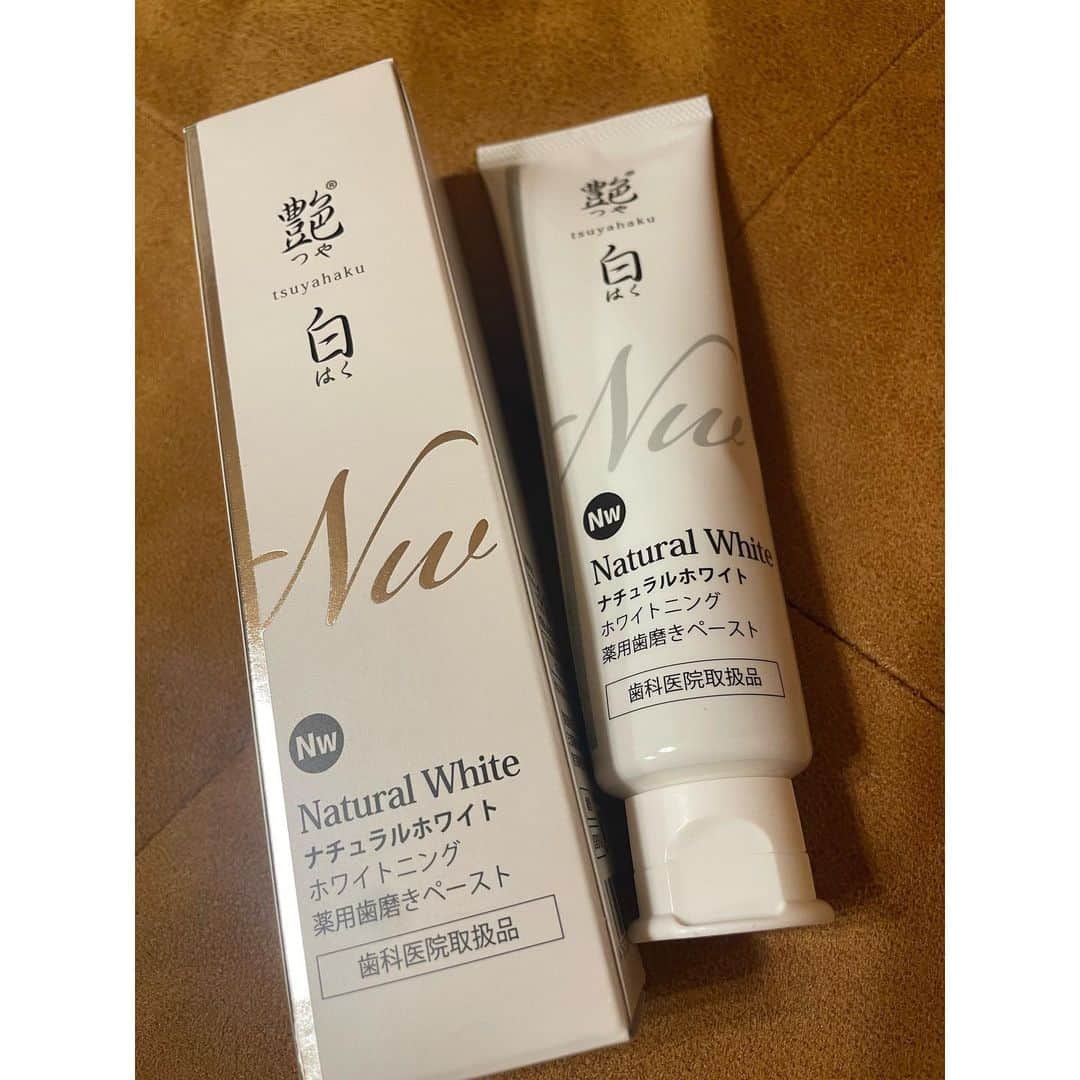 艶®
つや
tsuyahaku
白
はく
Nw
Nw
Natural White
ナチュラルホワイト
ホワイトニング
薬用歯磨きペースト
歯科医院取扱品
艶®
つや
tsuyahaku
白
はく
Nw
Nw
Natural White
ナチュラルホワイト
ホワイトニング
薬用歯磨きペースト
歯科医院取扱品